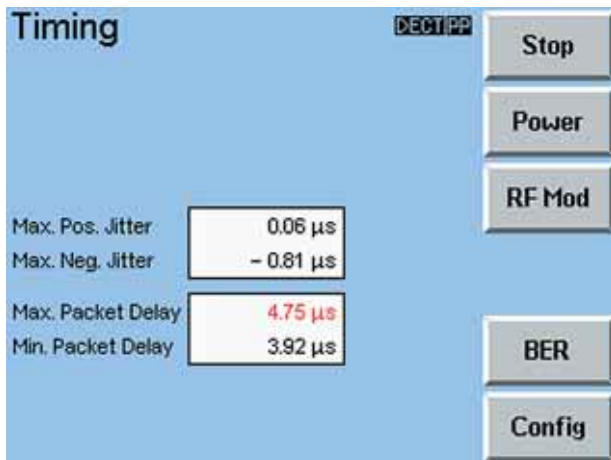 Timing
DECT PP
Stop
Power
RF Mod
Max. Pos. Jitter 0.06 µs
Max. Neg. Jitter - 0.81 µs
Max. Packet Delay 4.75 µs
Min. Packet Delay 3.92 µs
BER
Config